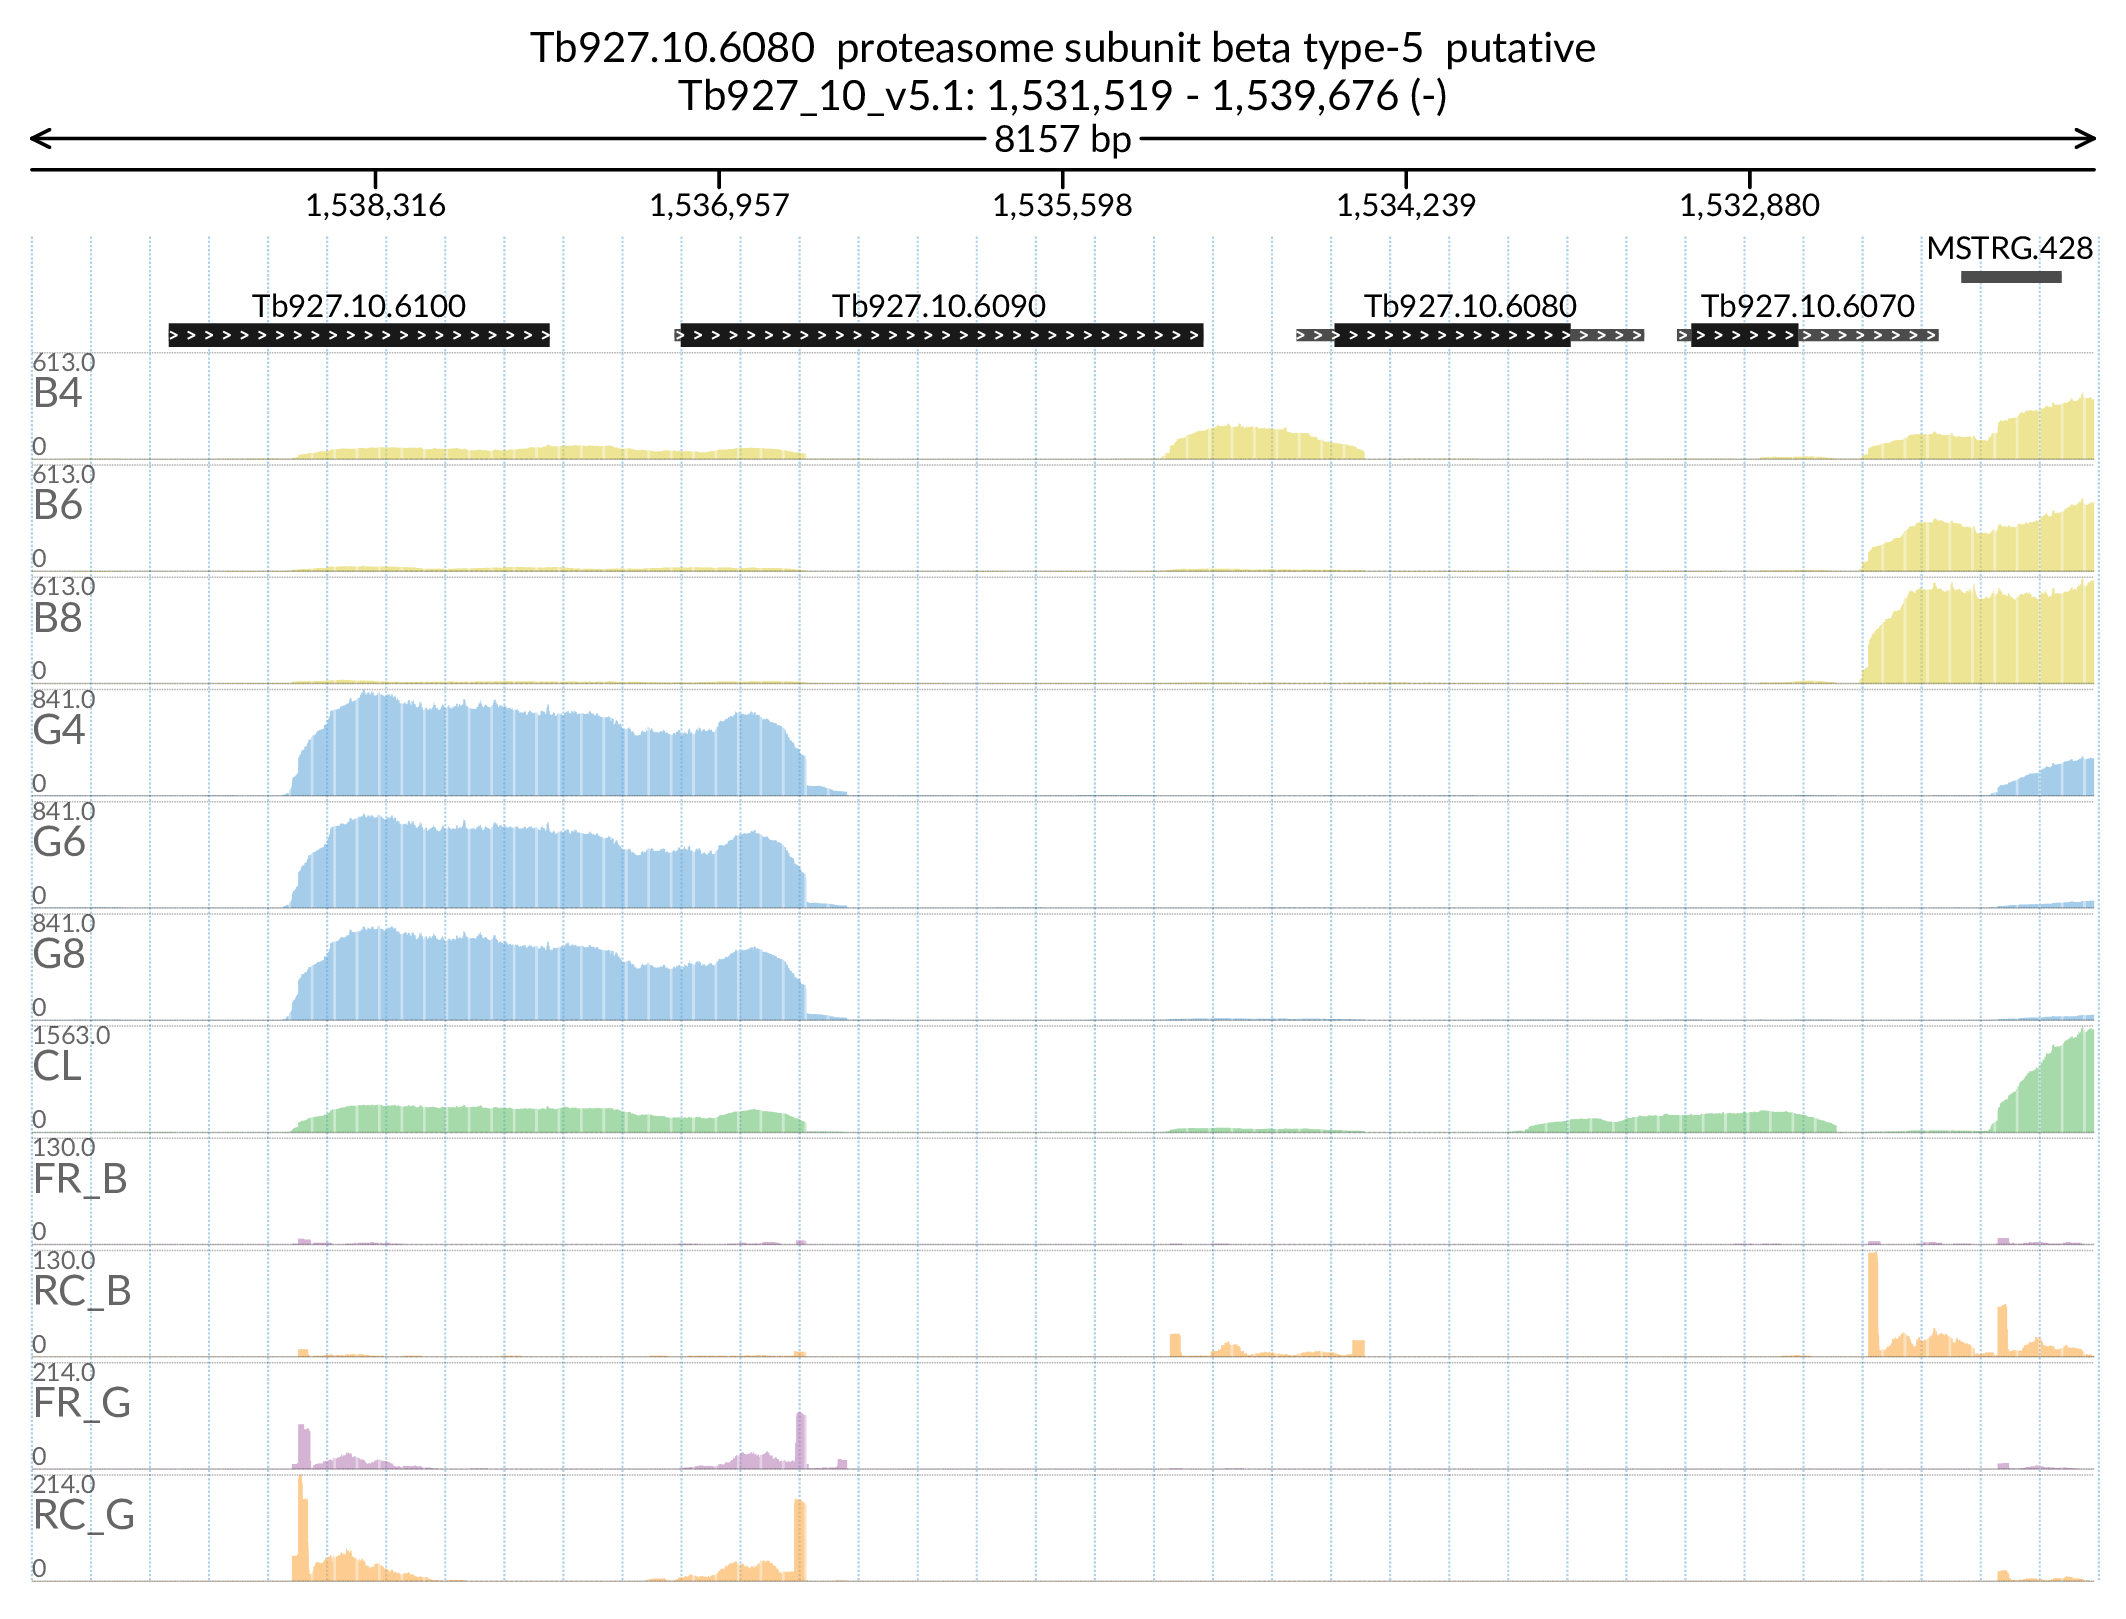 Tb927.10.6080  proteasome subunit beta type-5  putative
Tb927_10_v5.1: 1,531,519 - 1,539,676 (-)
8157 bp
1,538,316 1,536,957 1,535,598 1,534,239 1,532,880
MSTRG.428
Tb927.10.6100 Tb927.10.6090 Tb927.10.6080 Tb927.10.6070
613.0
B4
0
613.0
B6
0
613.0
B8
0
841.0
G4
0
841.0
G6
0
841.0
G8
0
1563.0
CL
0
130.0
FR_B
0
130.0
RC_B
0
214.0
FR_G
0
214.0
RC_G
0